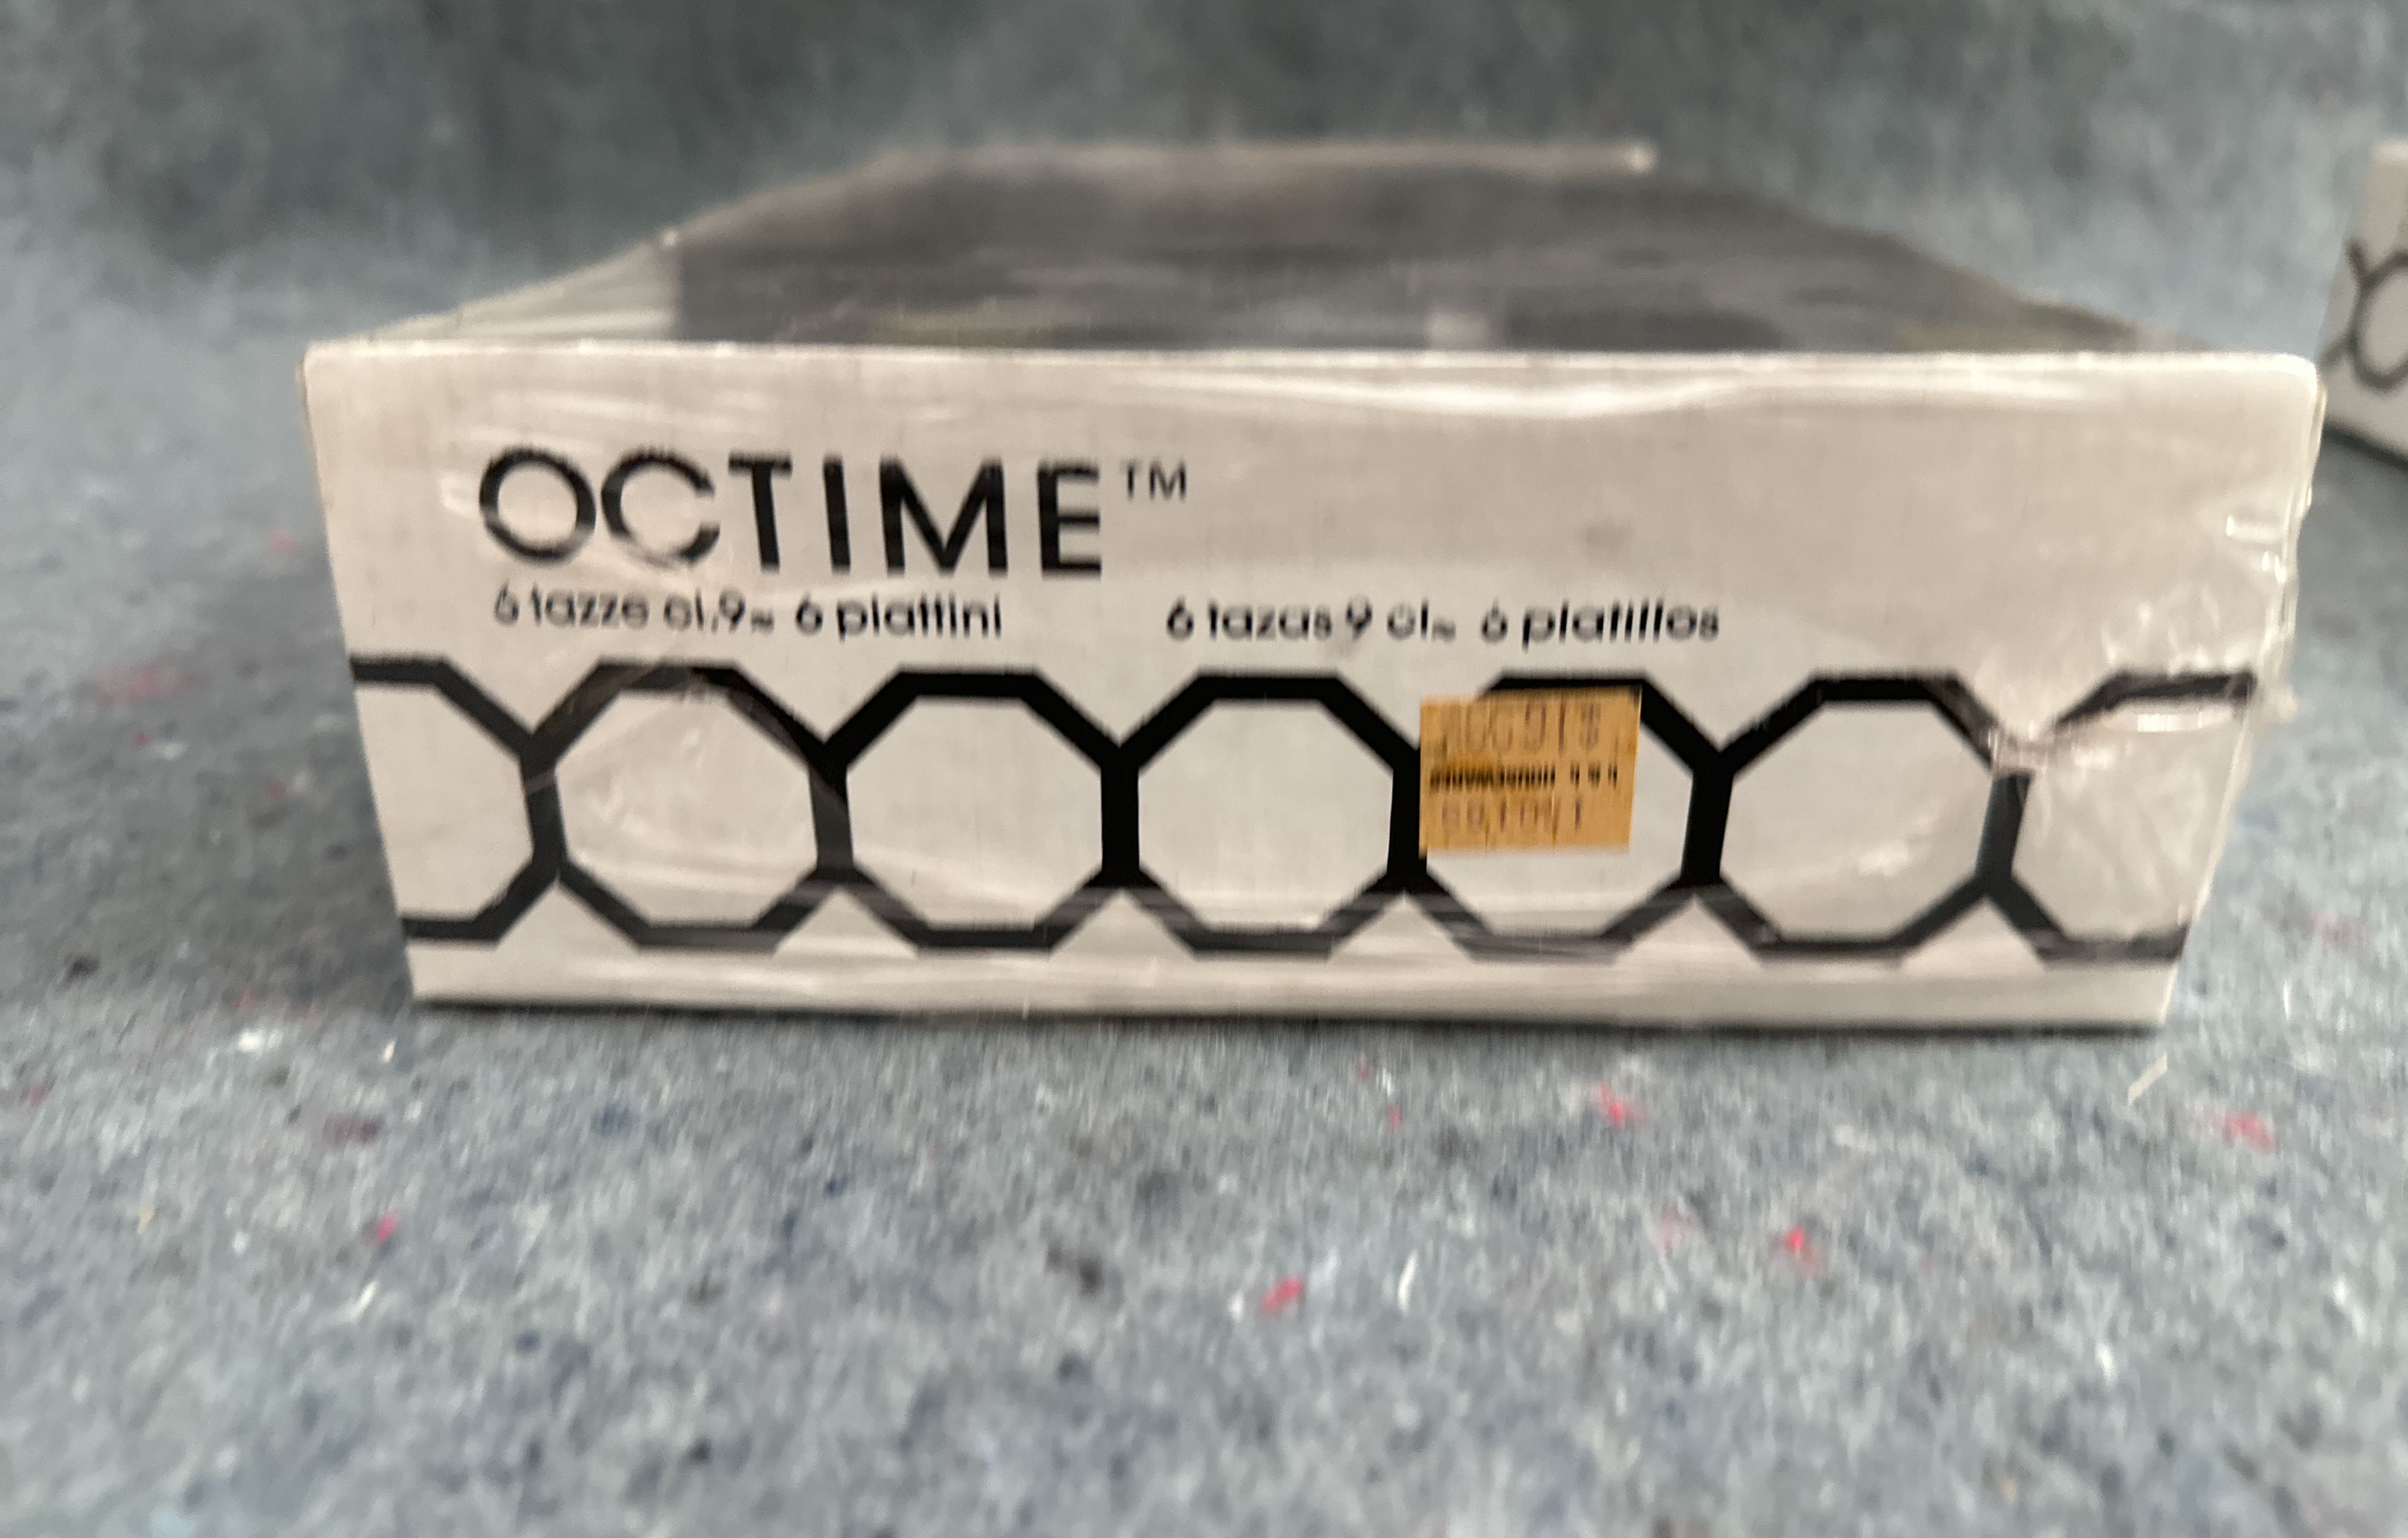 OCTIME™
6 tazze cl.9≈ 6 piattini 6 tazas 9 cl≈ 6 platillos